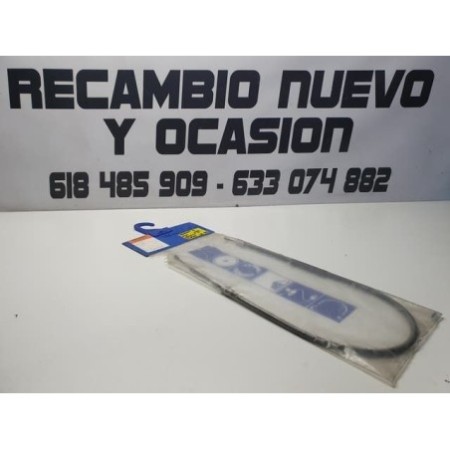 RECAMBIO NUEVO
Y OCASION
618 485 909 - 633 074 882